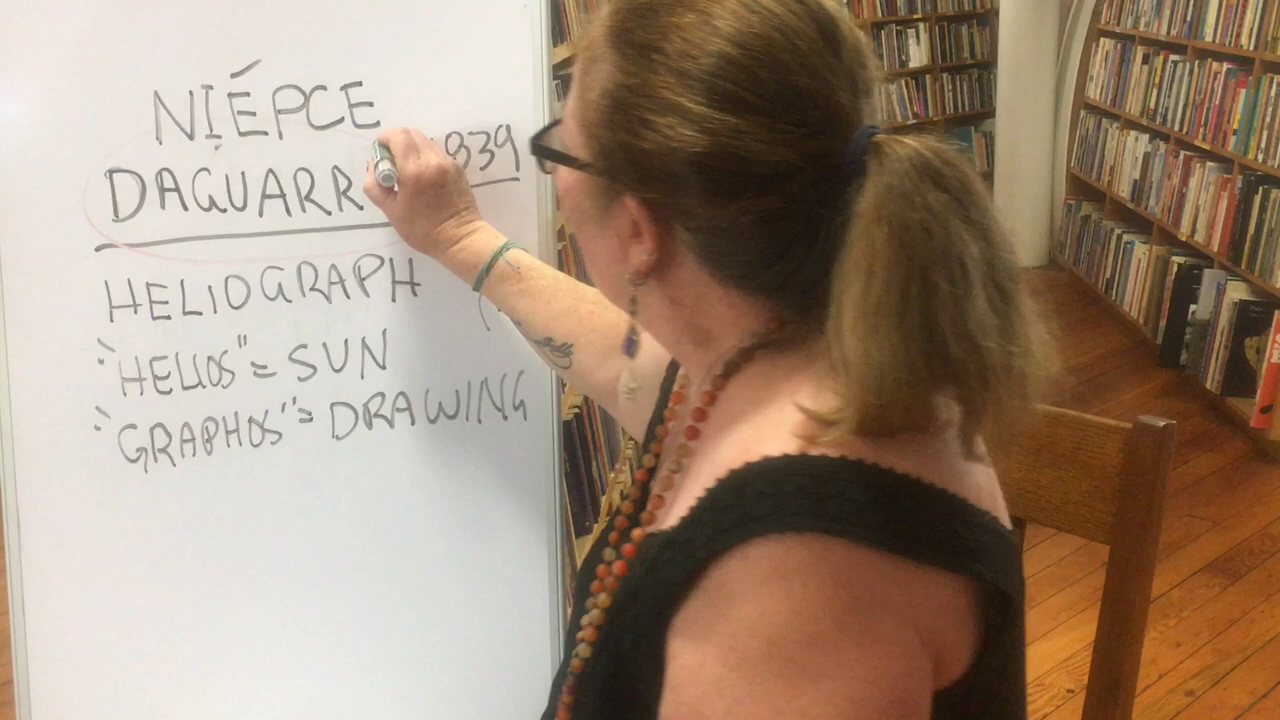 NIÉPCE
DAGUARR 1839
HELIOGRAPH
"HELIOS" = SUN
"GRAPHOS" = DRAWING